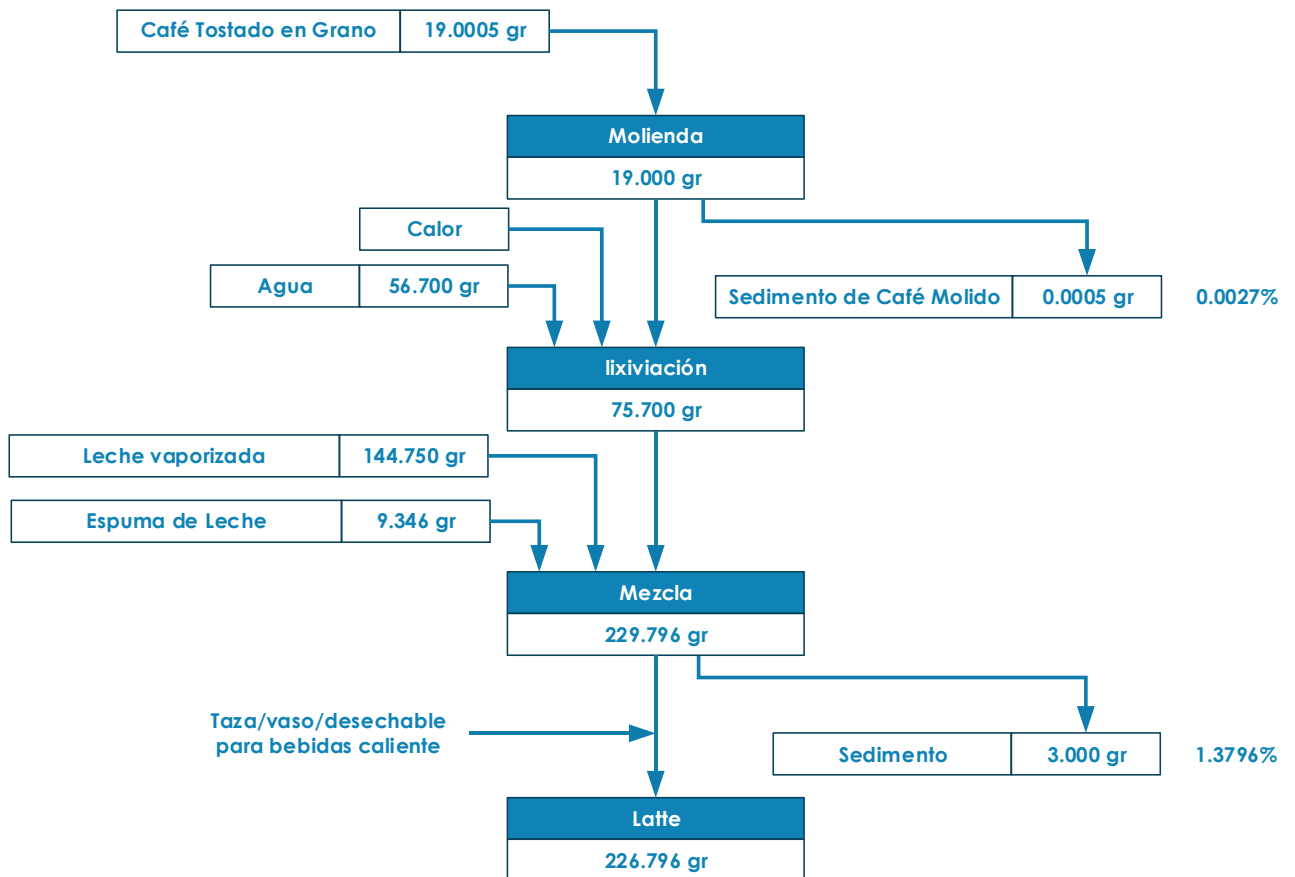 Café Tostado en Grano 19.0005 gr
Molienda
19.000 gr
Calor
Agua 56.700 gr
Sedimento de Café Molido 0.0005 gr 0.0027%
lixiviación
75.700 gr
Leche vaporizada 144.750 gr
Espuma de Leche 9.346 gr
Mezcla
229.796 gr
Taza/vaso/desechable
para bebidas caliente
Sedimento 3.000 gr 1.3796%
Latte
226.796 gr